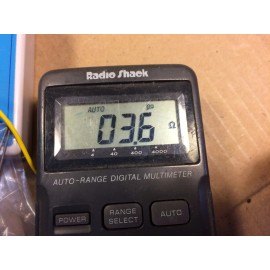 Radio Shack
AUTO
03.6 Ω
4 40 400 4000
AUTO-RANGE DIGITAL MULTIMETER
POWER
RANGE
SELECT
AUTO